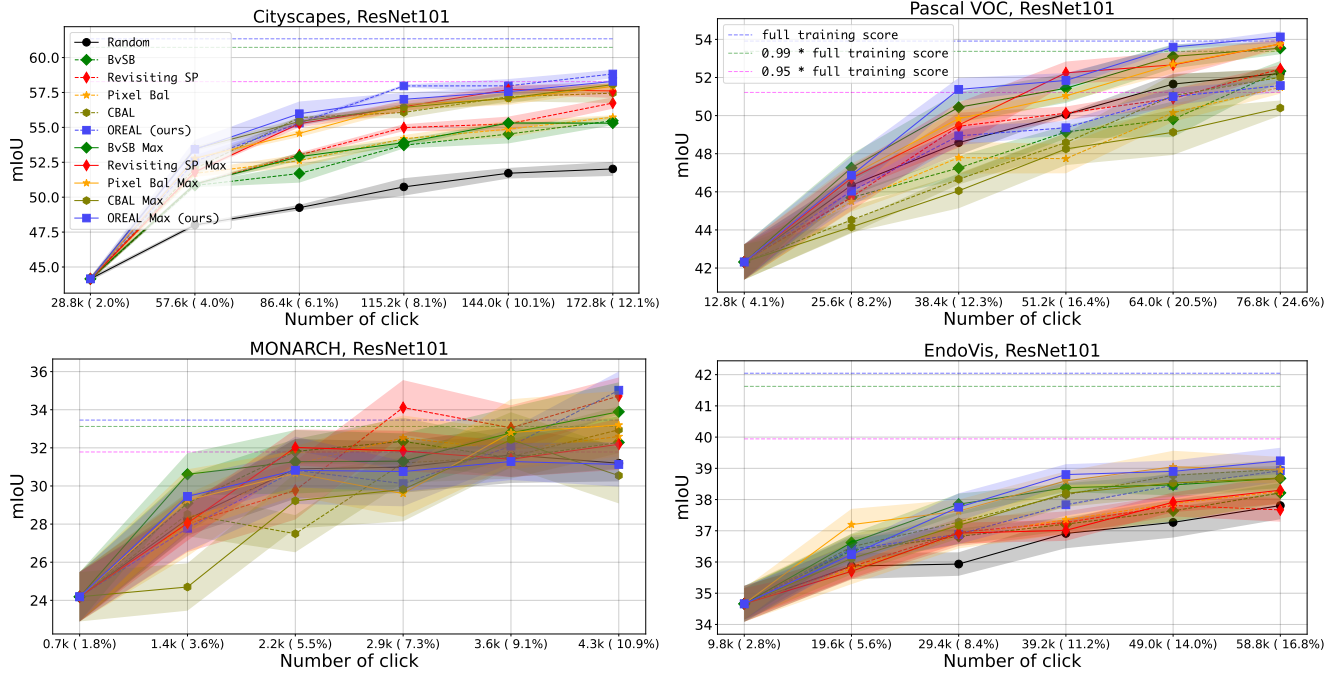 Cityscapes, ResNet101
mIoU
60.0
57.5
55.0
52.5
50.0
47.5
45.0
Random
BvSB
Revisiting SP
Pixel Bal
CBAL
OREAL (ours)
BvSB Max
Revisiting SP Max
Pixel Bal Max
CBAL Max
OREAL Max (ours)
28.8k ( 2.0%) 57.6k ( 4.0%) 86.4k ( 6.1%) 115.2k ( 8.1%) 144.0k ( 10.1%) 172.8k ( 12.1%)
Number of click
Pascal VOC, ResNet101
mIoU
54
52
50
48
46
44
42
full training score
0.99 * full training score
0.95 * full training score
12.8k ( 4.1%) 25.6k ( 8.2%) 38.4k ( 12.3%) 51.2k ( 16.4%) 64.0k ( 20.5%) 76.8k ( 24.6%)
Number of click
MONARCH, ResNet101
mIoU
36
34
32
30
28
26
24
0.7k ( 1.8%) 1.4k ( 3.6%) 2.2k ( 5.5%) 2.9k ( 7.3%) 3.6k ( 9.1%) 4.3k ( 10.9%)
Number of click
EndoVis, ResNet101
mIoU
42
41
40
39
38
37
36
35
34
9.8k ( 2.8%) 19.6k ( 5.6%) 29.4k ( 8.4%) 39.2k ( 11.2%) 49.0k ( 14.0%) 58.8k ( 16.8%)
Number of click